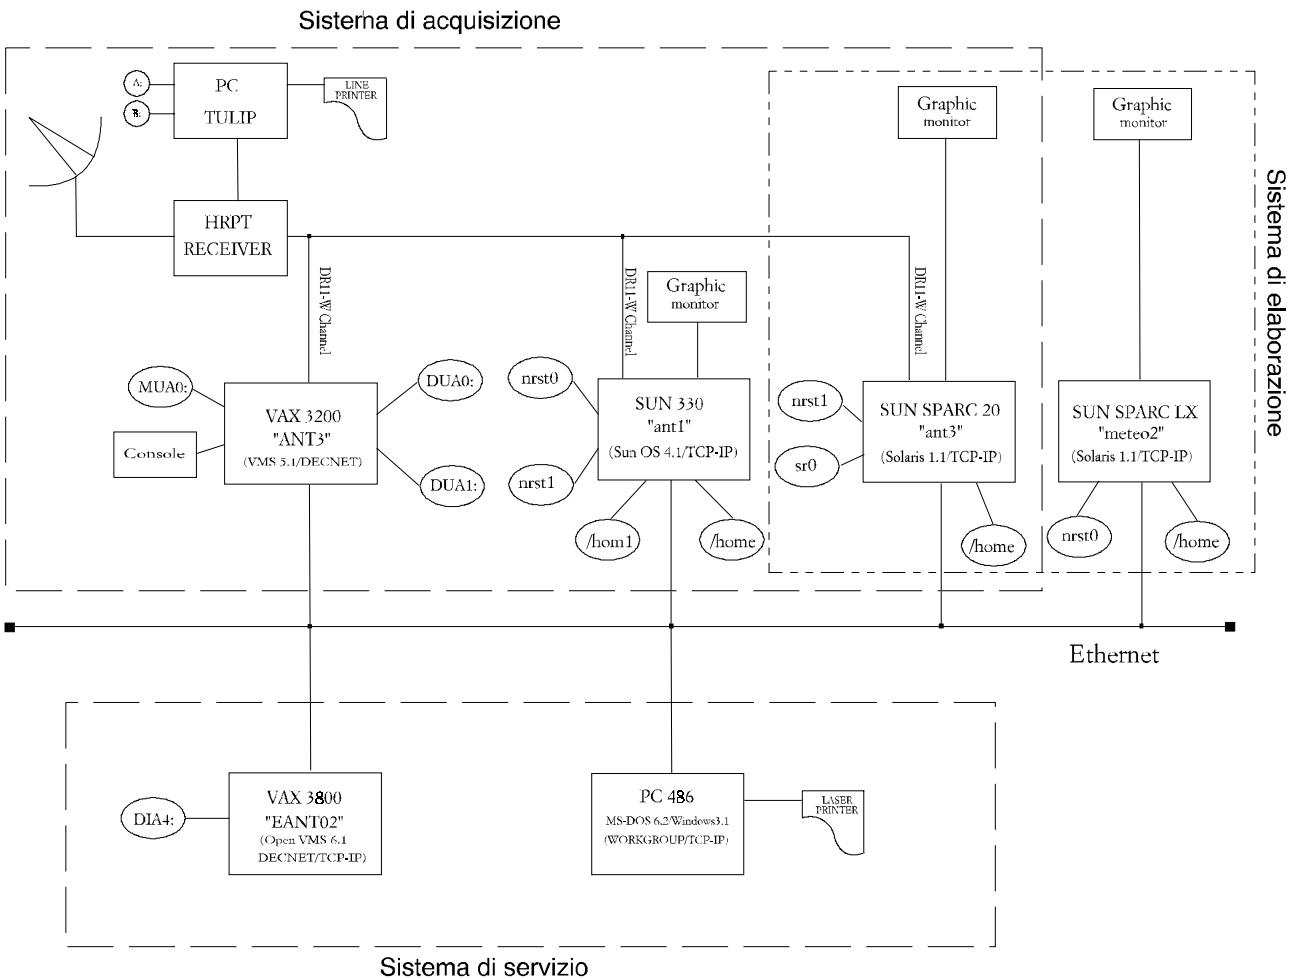 Sistema di acquisizione
A:
B:
PC
TULIP
LINE
PRINTER
Graphic
monitor
Graphic
monitor
Sistema di elaborazione
HRPT
RECEIVER
DR11-W Channel
DR11-W Channel
DR11-W Channel
Graphic
monitor
MUA0:
Console
VAX 3200
"ANT3"
(VMS 5.1/DECNET)
DUA0:
DUA1:
nrst0
nrst1
SUN 330
"ant1"
(Sun OS 4.1/TCP-IP)
/hom1
/home
nrst1
sr0
SUN SPARC 20
"ant3"
(Solaris 1.1/TCP-IP)
/home
SUN SPARC LX
"meteo2"
(Solaris 1.1/TCP-IP)
nrst0
/home
Ethernet
DIA4:
VAX 3800
"EANT02"
(Open VMS 6.1
DECNET/TCP-IP)
PC 486
MS-DOS 6.2/Windows3.1
(WORKGROUP/TCP-IP)
LASER
PRINTER
Sistema di servizio